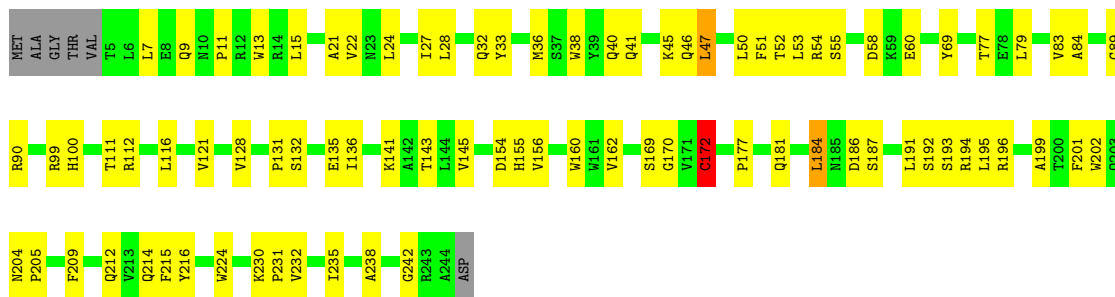 MET ALA GLY THR VAL T5 L6 L7 E8 Q9 N10 P11 R12 W13 R14 L15 A21 V22 N23 L24 I27 L28 Q32 Y33 M36 S37 W38 Y39 Q40 Q41 K45 Q46 L47 L50 F51 T52 L53 R54 S55 D58 K59 E60 Y69 T77 E78 L79 V83 A84
R90 R99 H100 T111 R112 L116 V121 V128 P131 S132 E135 I136 K141 A142 T143 L144 V145 D154 H155 V156 W160 W161 V162 S169 G170 V171 C172 P177 Q181 L184 N185 D186 S187 L191 S192 S193 R194 L195 R196 A199 T200 F201 W202
N204 P205 F209 Q212 V213 Q214 F215 Y216 W224 K230 P231 V232 I235 A238 G242 R243 A244 ASP